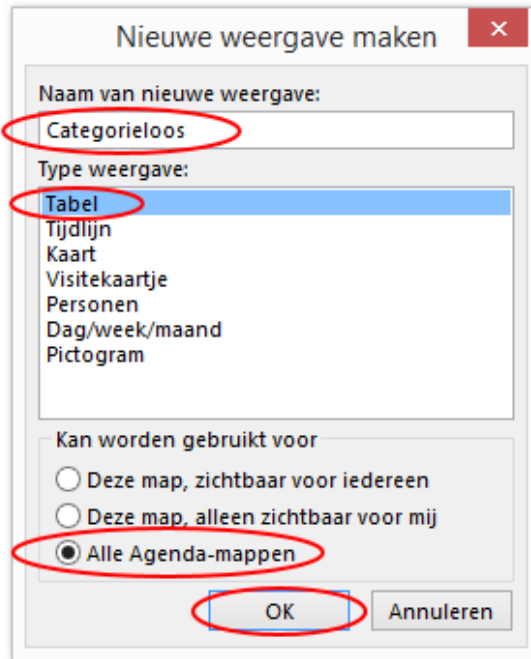 Nieuwe weergave maken
Naam van nieuwe weergave:
Categorieloos
Type weergave:
Tabel
Tijdlijn
Kaart
Visitekaartje
Personen
Dag/week/maand
Pictogram
Kan worden gebruikt voor
Deze map, zichtbaar voor iedereen
Deze map, alleen zichtbaar voor mij
Alle Agenda-mappen
OK Annuleren